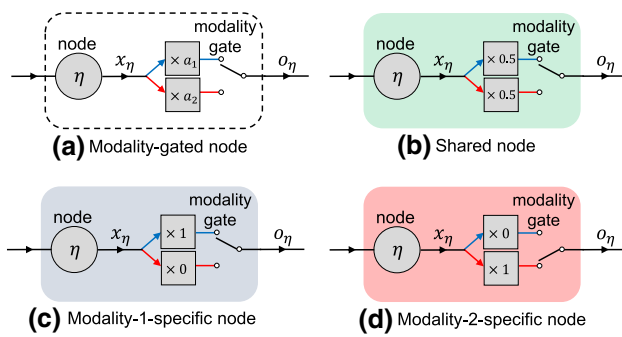 modality
node
gate
x_η
× a₁
o_η
η
× a₂
(a) Modality-gated node
modality
node
gate
x_η
× 0.5
o_η
η
× 0.5
(b) Shared node
modality
node
gate
x_η
× 1
o_η
η
× 0
(c) Modality-1-specific node
modality
node
gate
x_η
× 0
o_η
η
× 1
(d) Modality-2-specific node